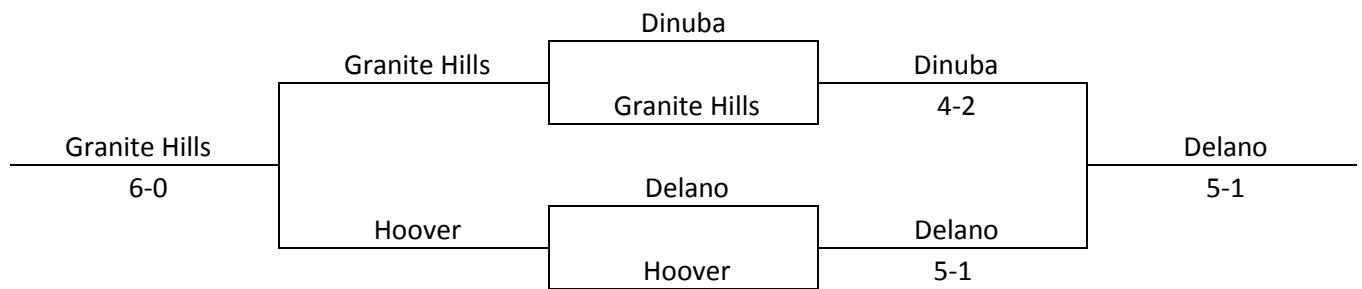 Dinuba
Granite Hills
Dinuba
Granite Hills
4-2
Granite Hills
Delano
6-0
Delano
5-1
Hoover
Delano
Hoover
5-1